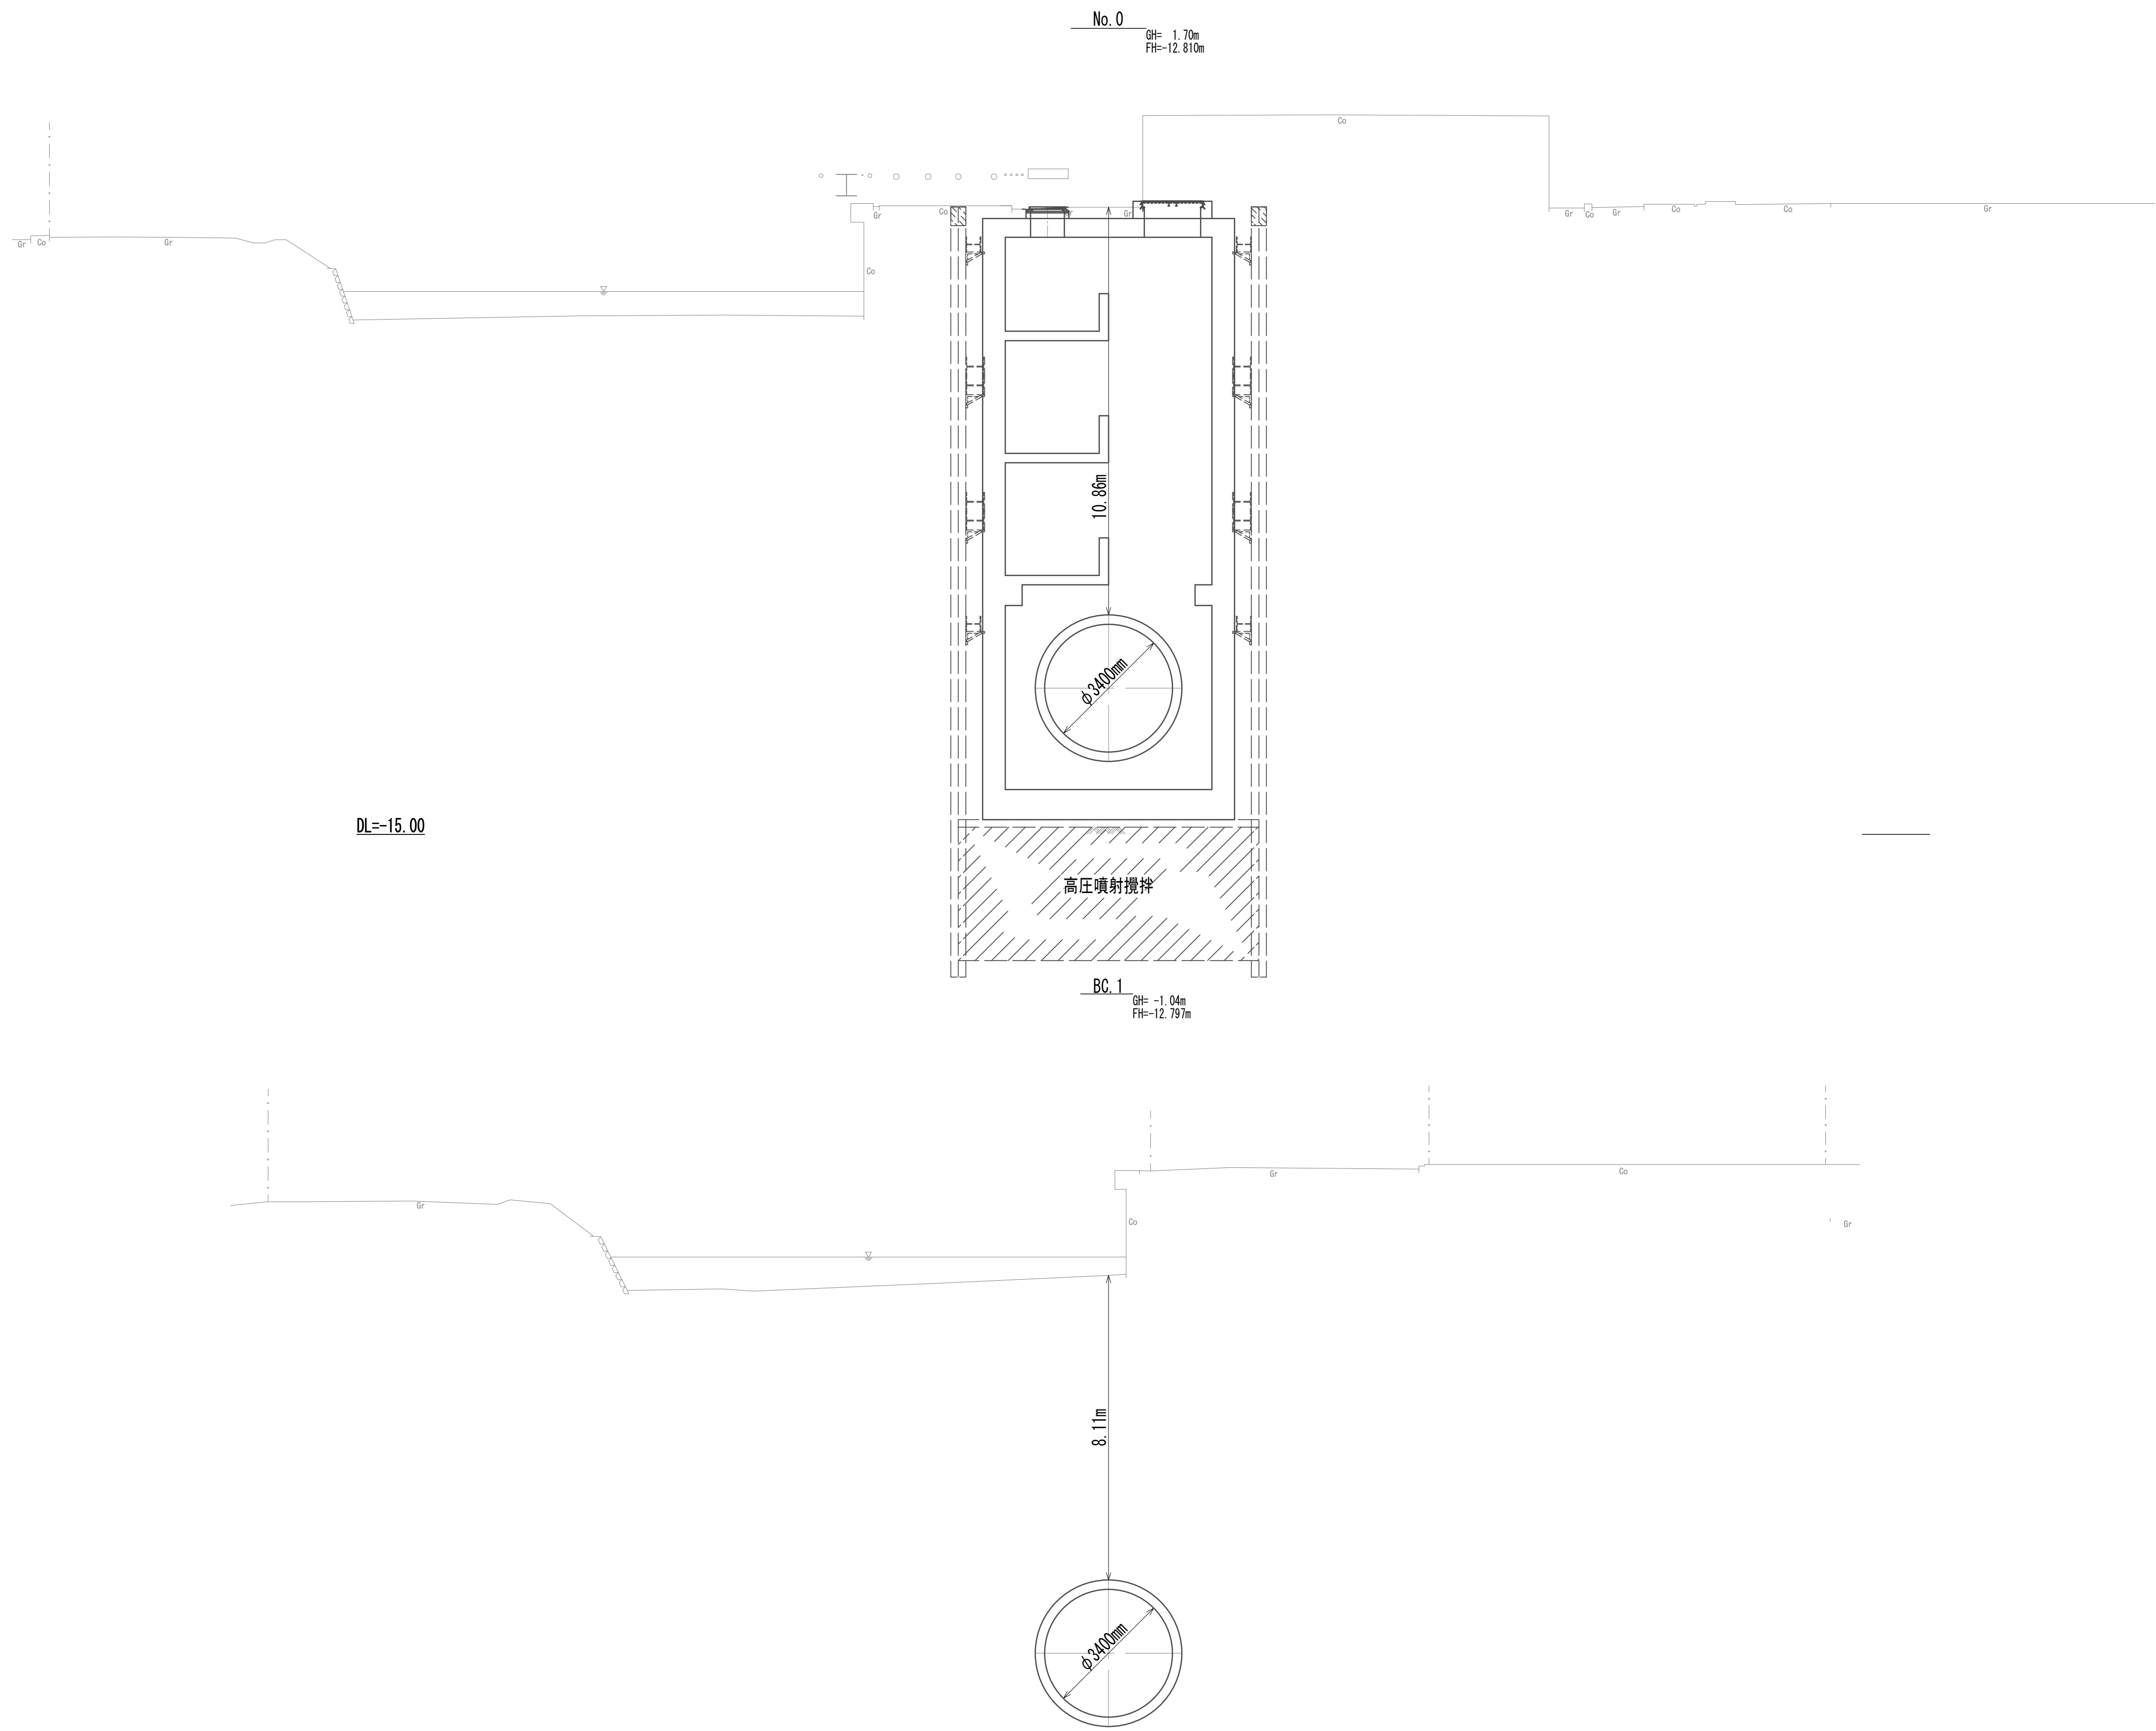 No.0
GH=  1.70m
FH=-12.810m
Co
Gr
Co
Gr
Co
Gr
Co
Gr
Gr
Co
Gr
Co
Co
Gr
Co
10.86m
φ3400mm
DL=-15.00
高圧噴射攪拌
BC.1
GH= -1.04m
FH=-12.797m
Gr
Co
Gr
Co
Gr
8.11m
φ3400mm